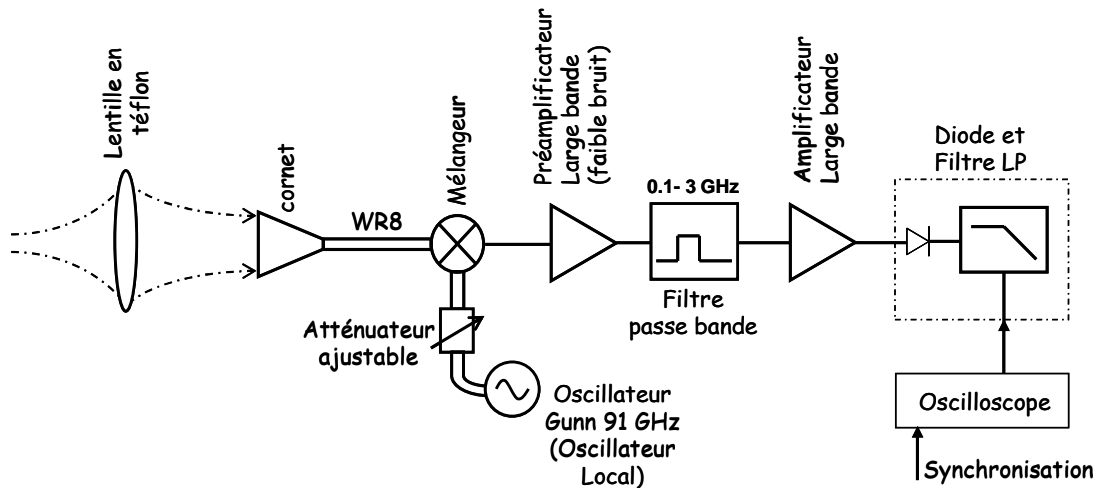 Lentille en
téflon
cornet
WR8
Mélangeur
Préamplificateur
Large bande
(faible bruit)
0.1- 3 GHz
Filtre
passe bande
Amplificateur
Large bande
Diode et
Filtre LP
Atténuateur
ajustable
Oscillateur
Gunn 91 GHz
(Oscillateur
Local)
Oscilloscope
Synchronisation